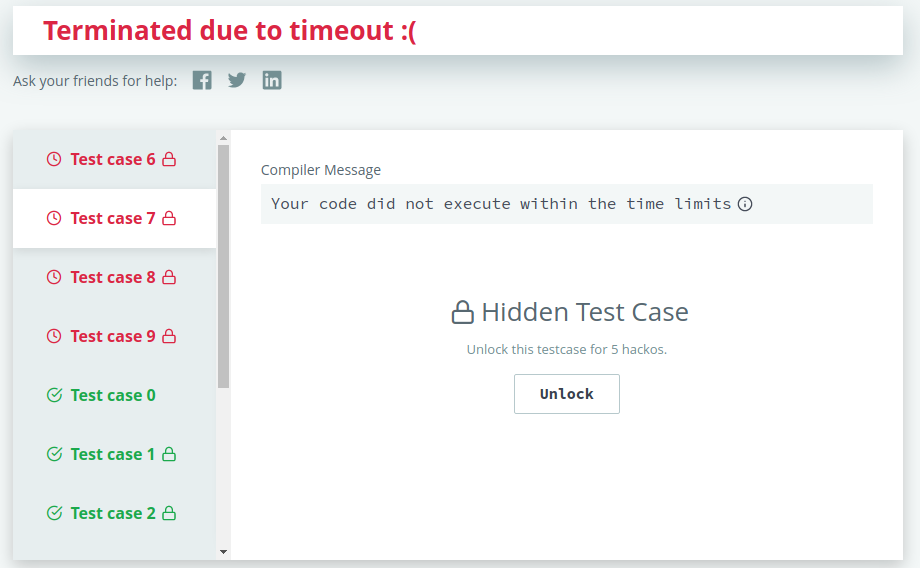 Terminated due to timeout :(
Ask your friends for help:
Test case 6
Test case 7
Test case 8
Test case 9
Test case 0
Test case 1
Test case 2
Compiler Message
Your code did not execute within the time limits
Hidden Test Case
Unlock this testcase for 5 hackos.
Unlock